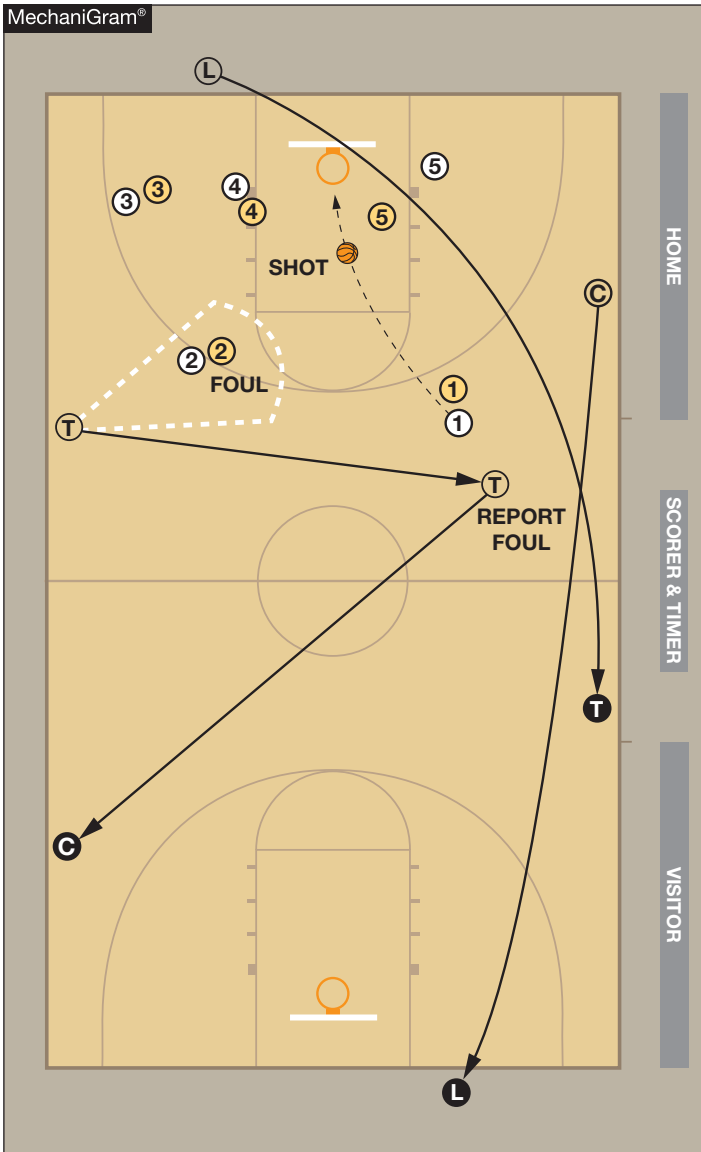 MechaniGram®
L
5
4
3
3
4
5
HOME
SHOT
C
2
2
FOUL
1
1
T
T
REPORT
FOUL
SCORER & TIMER
T
C
VISITOR
L